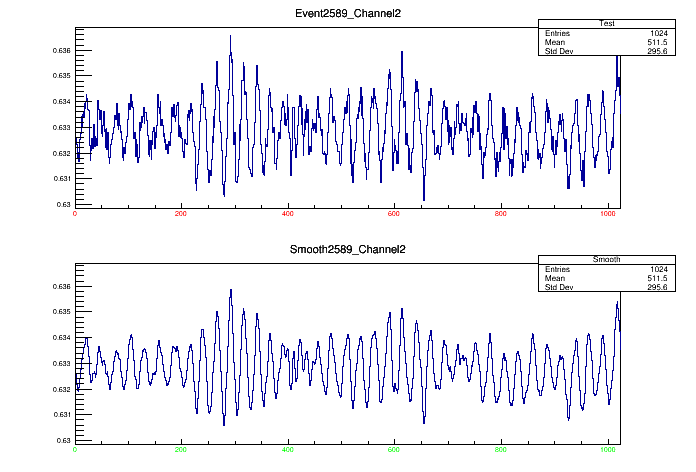 Event2589_Channel2
Test
Entries 1024
Mean 511.5
Std Dev 295.6
0.636
0.635
0.634
0.633
0.632
0.631
0.63
0 200 400 600 800 1000
Smooth2589_Channel2
Smooth
Entries 1024
Mean 511.5
Std Dev 295.6
0.636
0.635
0.634
0.633
0.632
0.631
0.63
0 200 400 600 800 1000